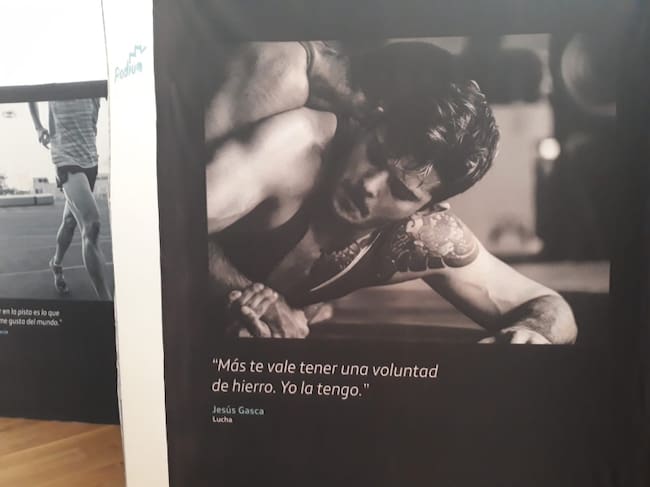 Podium
r en la pista es lo que
me gusta del mundo."
"Más te vale tener una voluntad
de hierro. Yo la tengo."
Jesús Gasca
Lucha